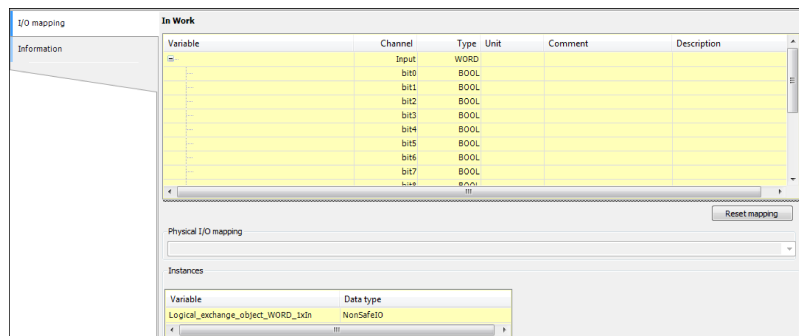 I/O mapping
Information
In Work
Variable Channel Type Unit Comment Description
Input WORD
bit0 BOOL
bit1 BOOL
bit2 BOOL
bit3 BOOL
bit4 BOOL
bit5 BOOL
bit6 BOOL
bit7 BOOL
bit8 BOOL
Reset mapping
Physical I/O mapping
Instances
Variable Data type
Logical_exchange_object_WORD_1xIn NonSafeIO